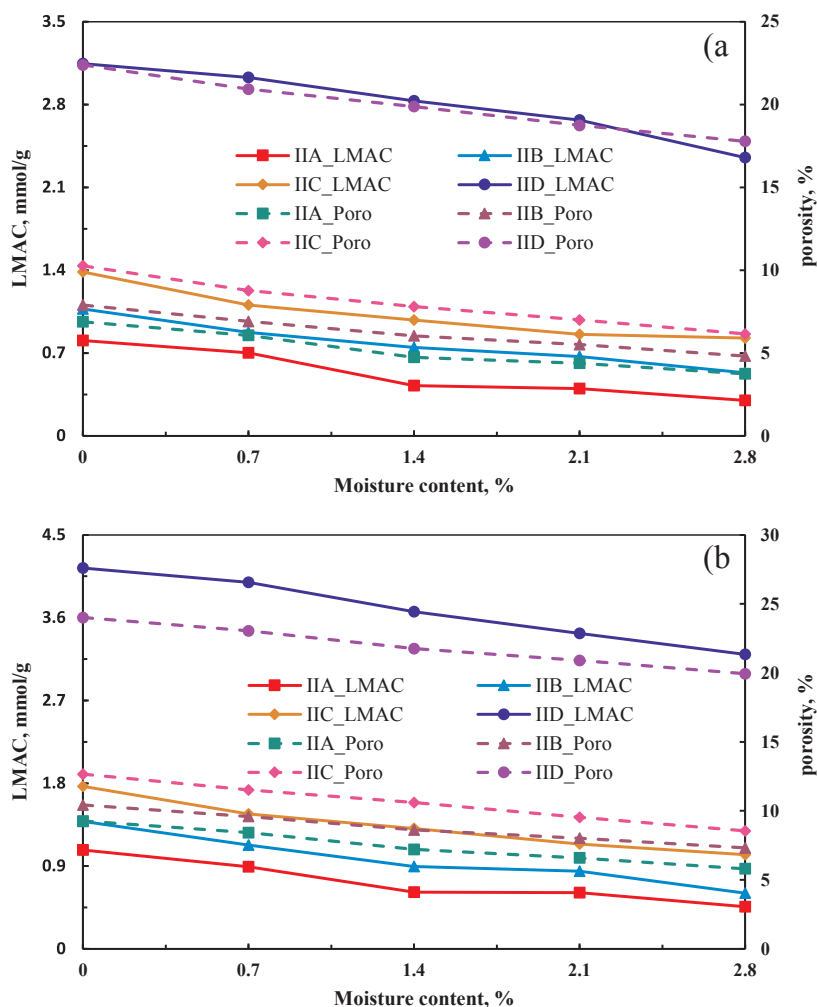 (a
3.5
2.8
2.1
1.4
0.7
0
LMAC, mmol/g
25
20
15
10
5
0
porosity, %
IIA_LMAC IIB_LMAC
IIC_LMAC IID_LMAC
IIA_Poro IIB_Poro
IIC_Poro IID_Poro
0 0.7 1.4 2.1 2.8
Moisture content, %
(b
4.5
3.6
2.7
1.8
0.9
0
LMAC, mmol/g
30
25
20
15
10
5
0
porosity, %
IIA_LMAC IIB_LMAC
IIC_LMAC IID_LMAC
IIA_Poro IIB_Poro
IIC_Poro IID_Poro
0 0.7 1.4 2.1 2.8
Moisture content, %